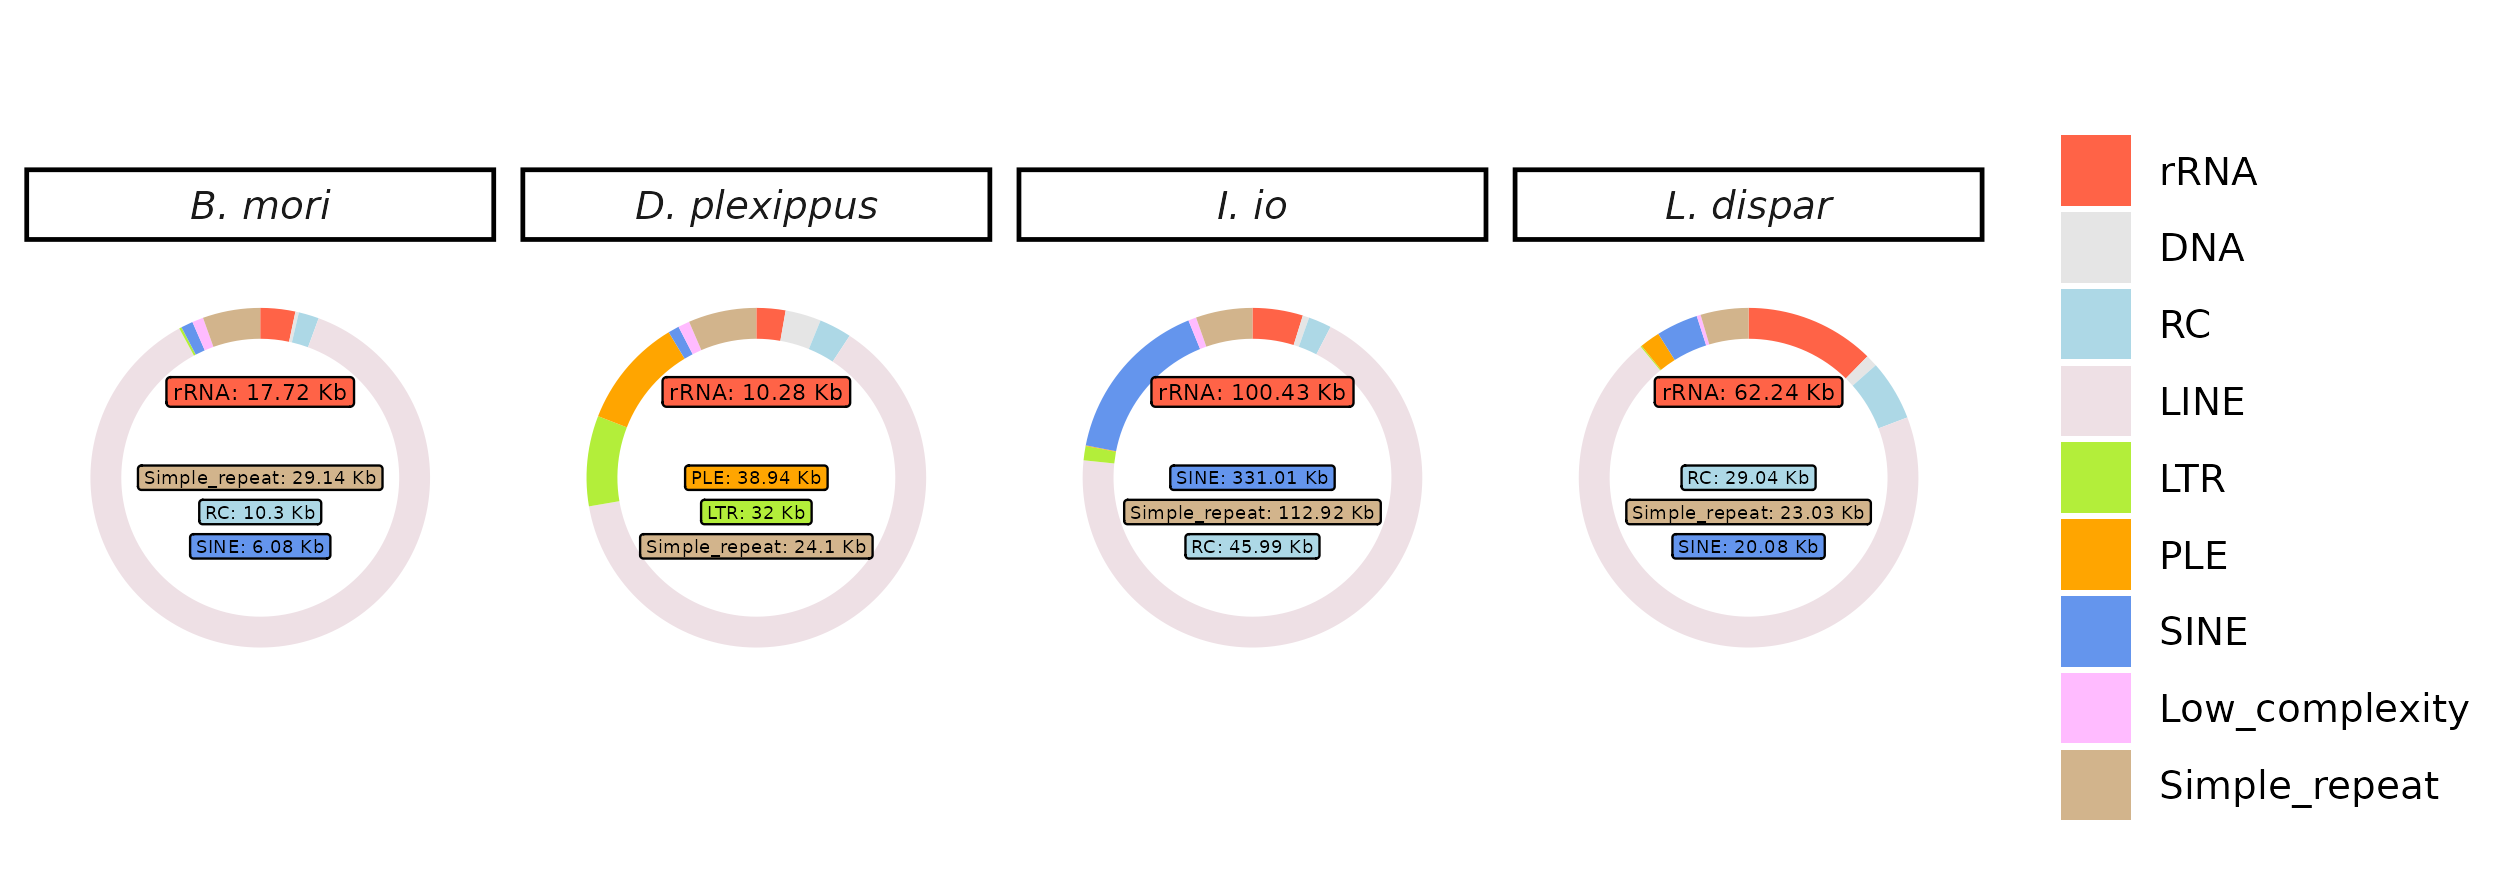 B. mori
D. plexippus
I. io
L. dispar
rRNA: 17.72 Kb
Simple_repeat: 29.14 Kb
RC: 10.3 Kb
SINE: 6.08 Kb
rRNA: 10.28 Kb
PLE: 38.94 Kb
LTR: 32 Kb
Simple_repeat: 24.1 Kb
rRNA: 100.43 Kb
SINE: 331.01 Kb
Simple_repeat: 112.92 Kb
RC: 45.99 Kb
rRNA: 62.24 Kb
RC: 29.04 Kb
Simple_repeat: 23.03 Kb
SINE: 20.08 Kb
rRNA
DNA
RC
LINE
LTR
PLE
SINE
Low_complexity
Simple_repeat